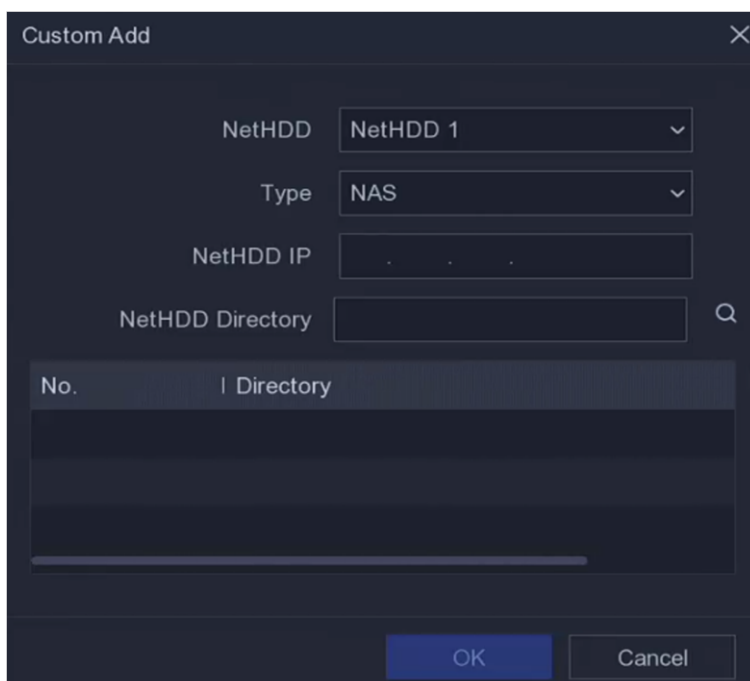 Custom Add
NetHDD NetHDD 1
Type NAS
NetHDD IP . . .
NetHDD Directory
No. Directory
OK Cancel